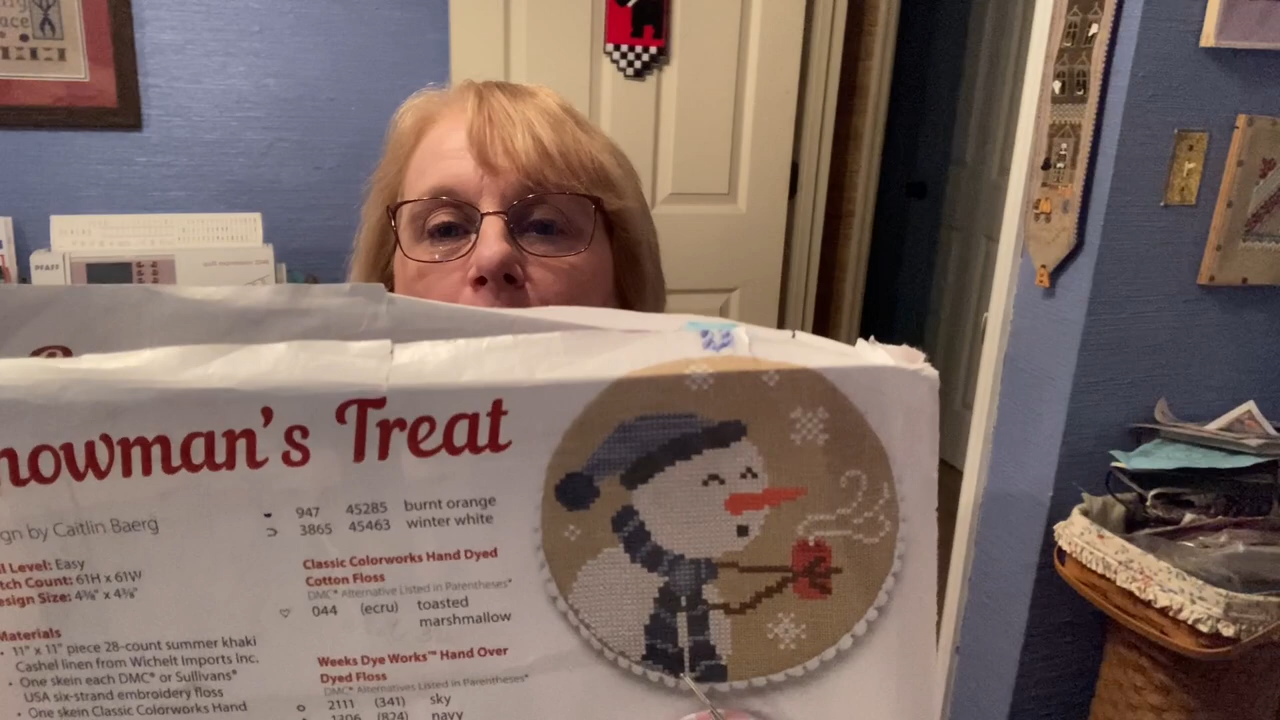 nowman's Treat
gn by Caitlin Baerg
l Level: Easy
tch Count: 61H x 61W
esign Size: 4⅜" x 4⅜"
Materials
• 11" x 11" piece 28-count summer khaki
Cashel linen from Wichelt Imports Inc.
• One skein each DMC® or Sullivans®
USA six-strand embroidery floss
• One skein Classic Colorworks Hand
947 45285 burnt orange
3865 45463 winter white
Classic Colorworks Hand Dyed
Cotton Floss
DMC® Alternative Listed in Parentheses*
044 (ecru) toasted
marshmallow
Weeks Dye Works™ Hand Over
Dyed Floss
DMC® Alternatives Listed in Parentheses*
2111 (341) sky
1306 (824) navy
PFAFF